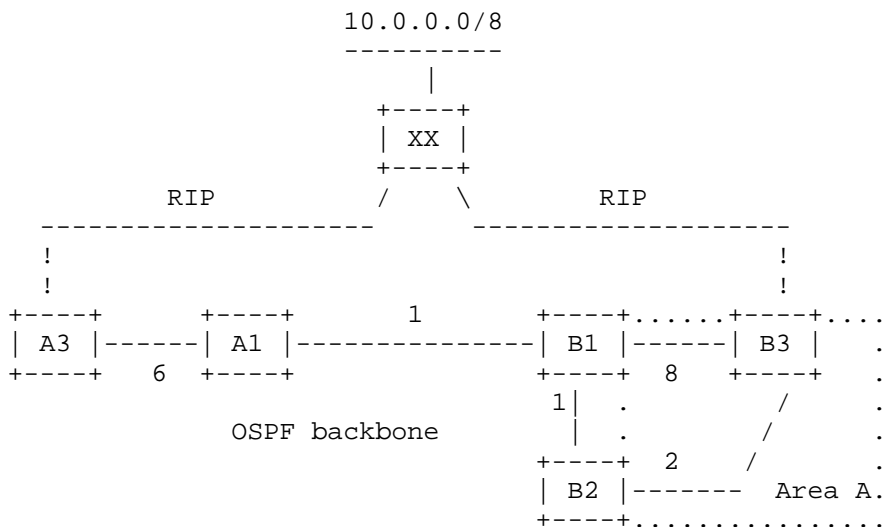 10.0.0.0/8
XX
RIP RIP
1
A3 A1 B1 B3
6 8
1
OSPF backbone
2
B2 Area A